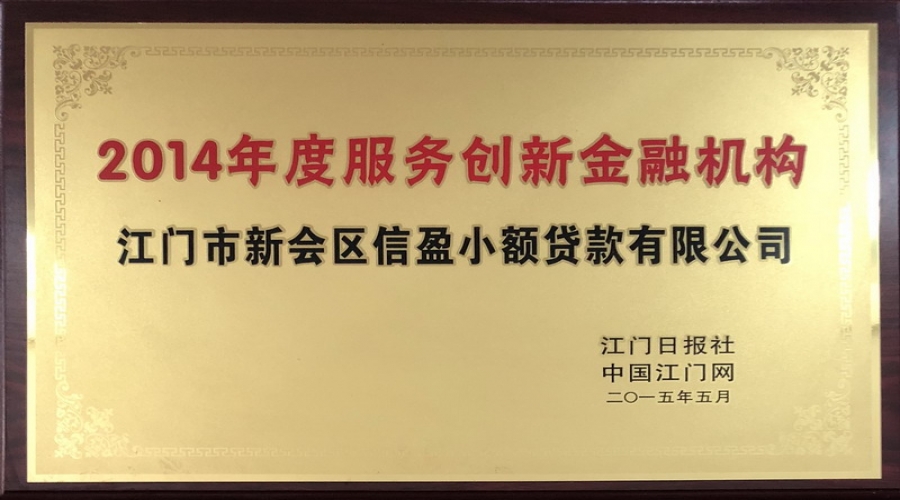 2014年度服务创新金融机构
江门市新会区信盈小额贷款有限公司
江门日报社
中国江门网
二〇一五年五月